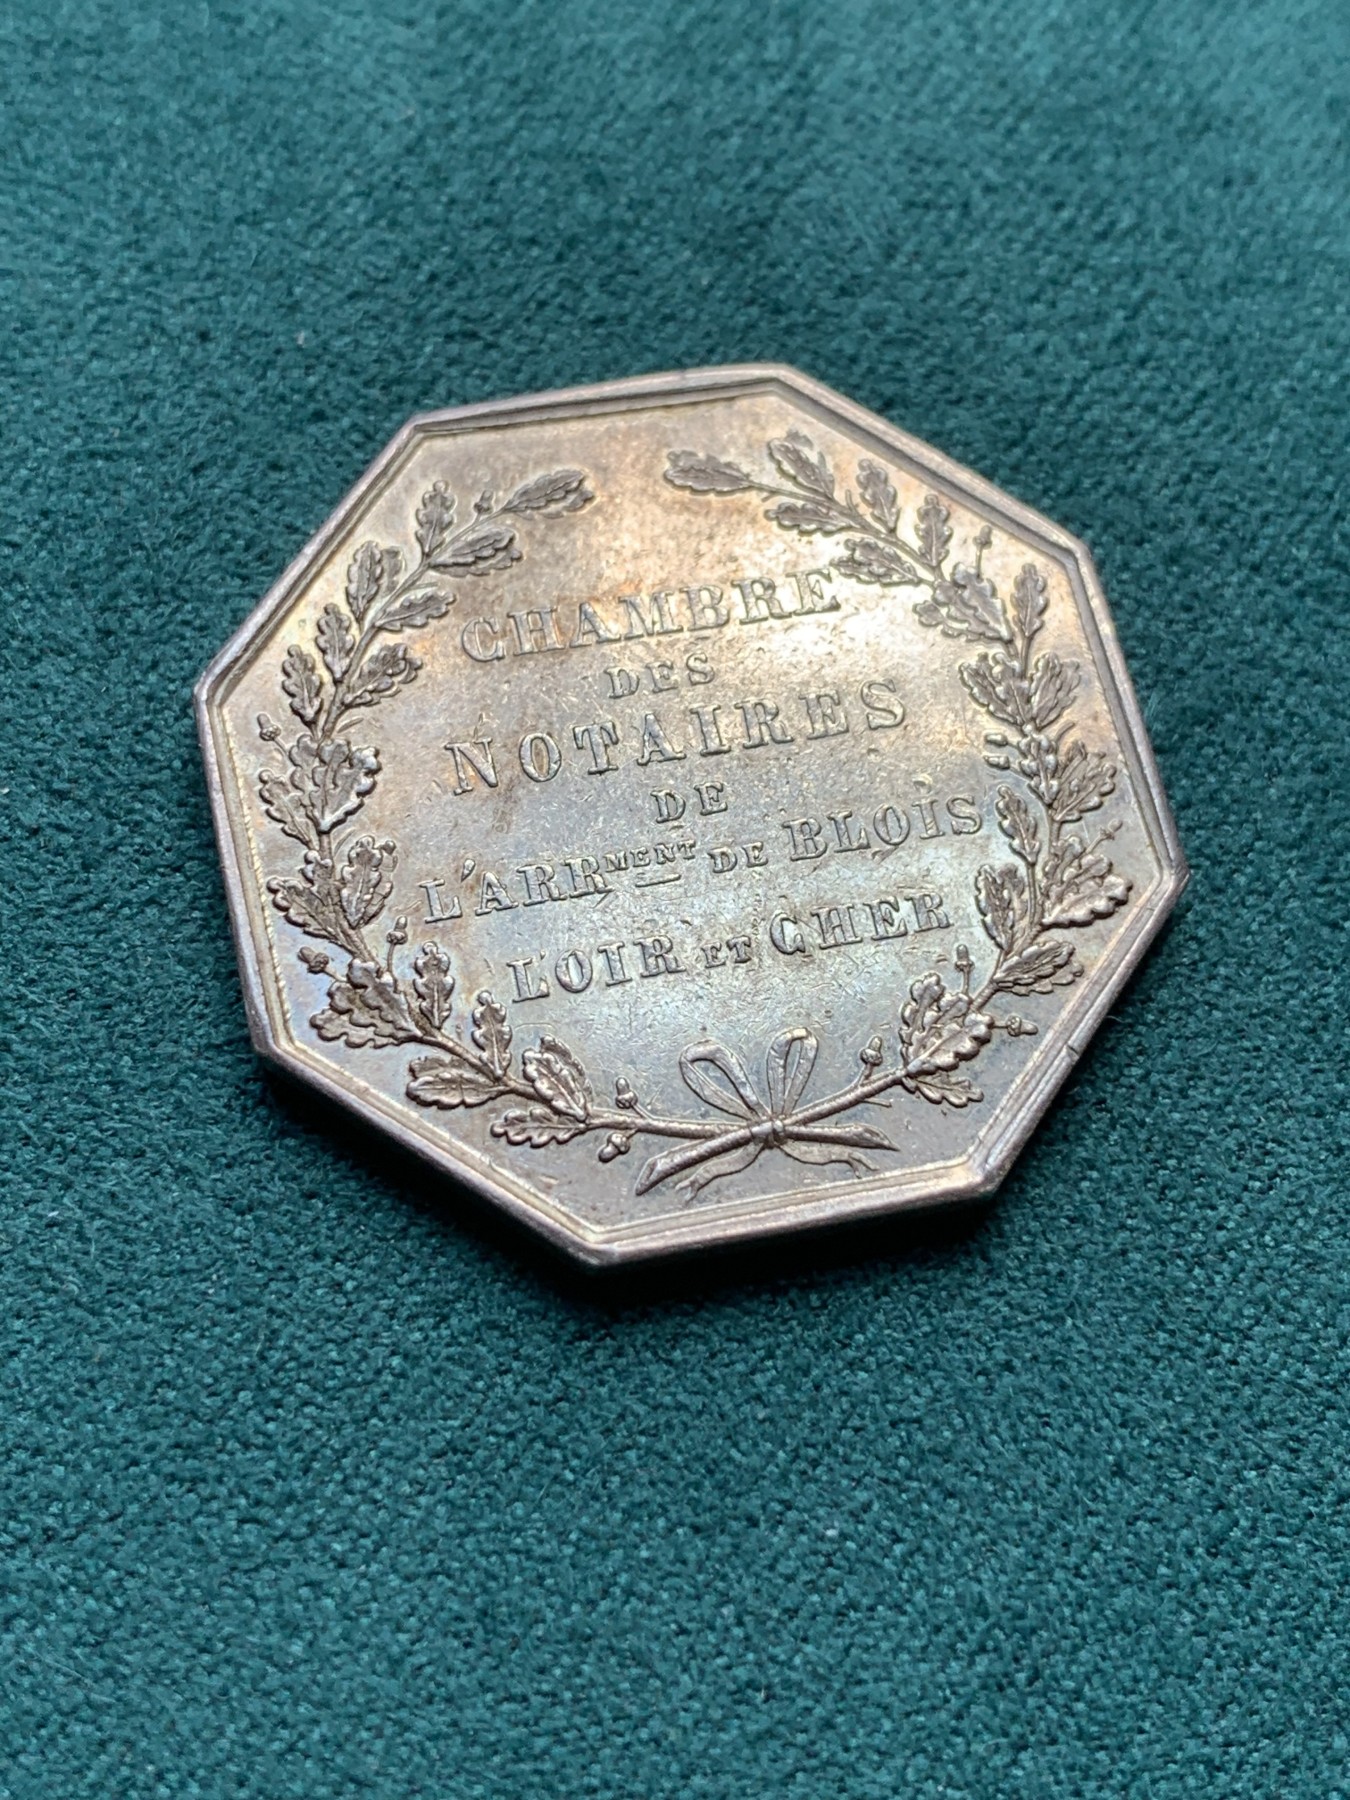 CHAMBRE
DES
NOTAIRES
DE
L'ARRMENT DE BLOIS
LOIR ET CHER